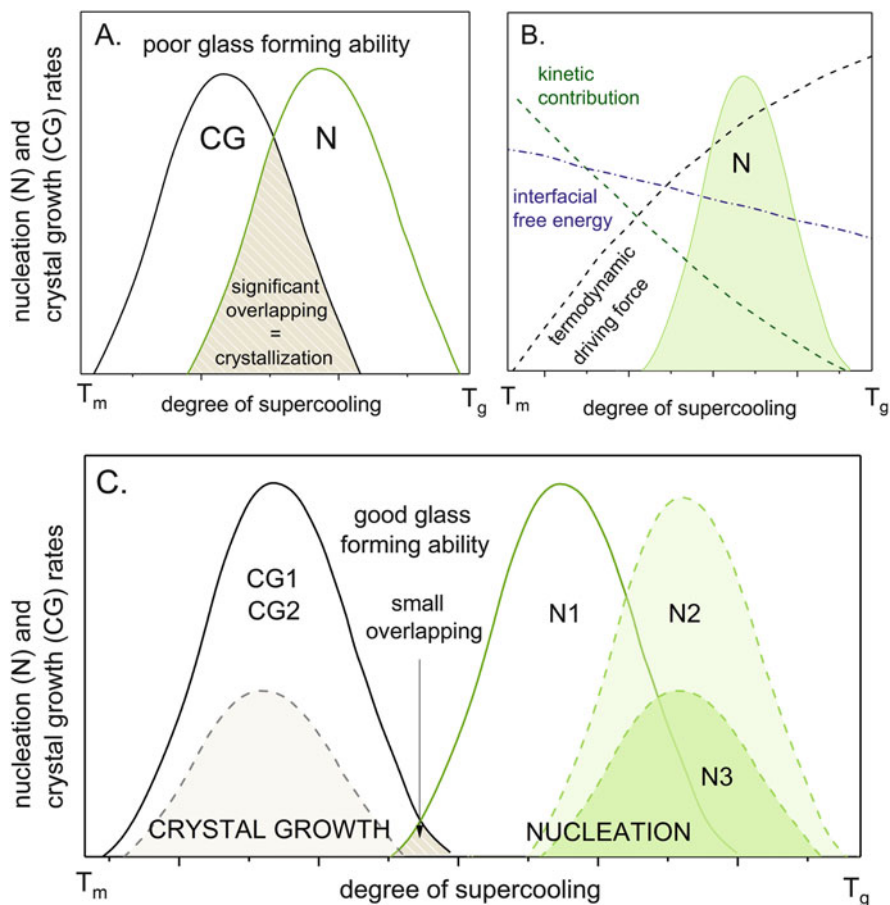 A.
poor glass forming ability
nucleation (N) and
crystal growth (CG) rates
CG
N
significant
overlapping
=
crystallization
Tm
degree of supercooling
Tg
B.
kinetic
contribution
N
interfacial
free energy
termodynamic
driving force
Tm
degree of supercooling
Tg
C.
nucleation (N) and
crystal growth (CG) rates
good glass
forming ability
CG1
CG2
small
overlapping
N1
N2
N3
CRYSTAL GROWTH
NUCLEATION
Tm
degree of supercooling
Tg